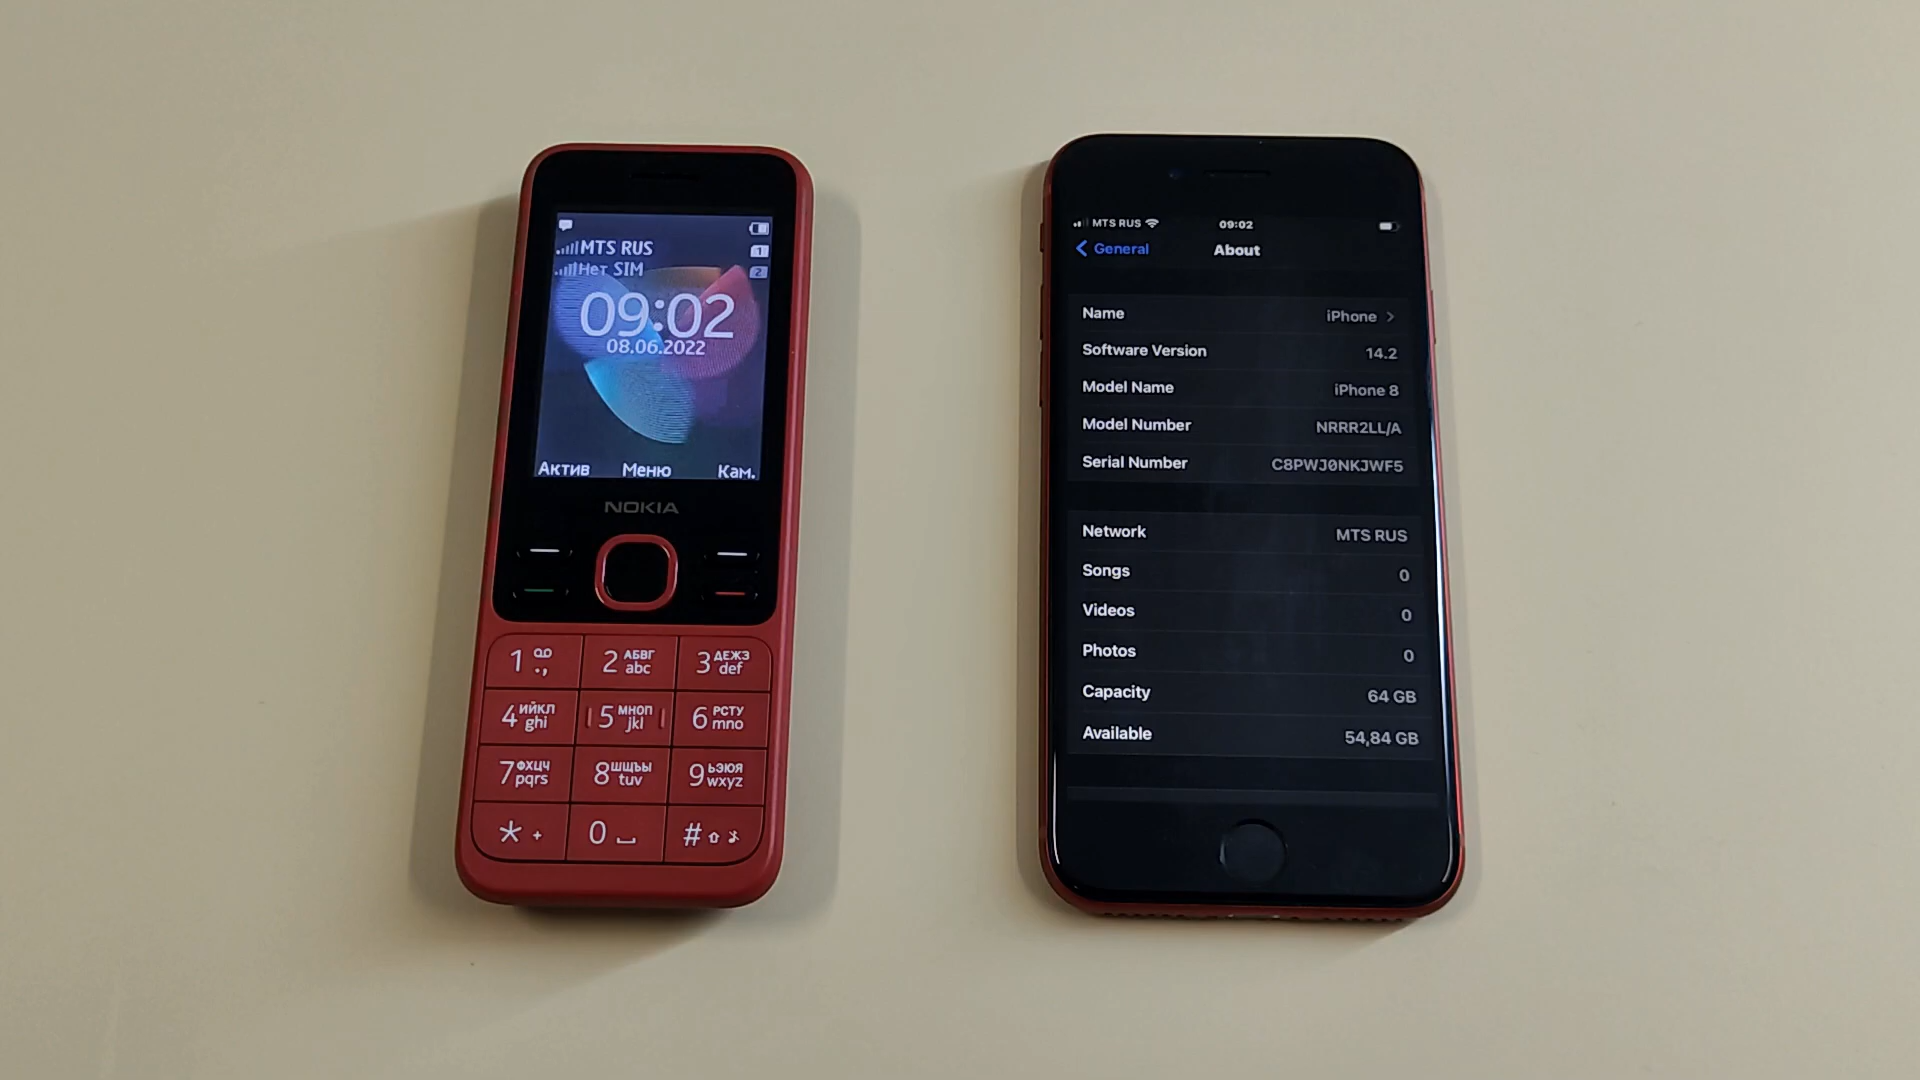 MTS RUS
1
Нет SIM
2
09:02
08.06.2022
Актив Меню Кам.
NOKIA
1 .,
2 АБВГ abc
3 ДЕЖЗ def
4 ИЙКЛ ghi
5 МНОП jkl
6 РСТУ mno
7 ФХЦЧ pqrs
8 ШЩЪЫ tuv
9 ЬЭЮЯ wxyz
* +
0
#
MTS RUS 09:02
General About
Name iPhone
Software Version 14.2
Model Name iPhone 8
Model Number NRRR2LL/A
Serial Number C8PWJ0NKJWF5
Network MTS RUS
Songs 0
Videos 0
Photos 0
Capacity 64 GB
Available 54,84 GB